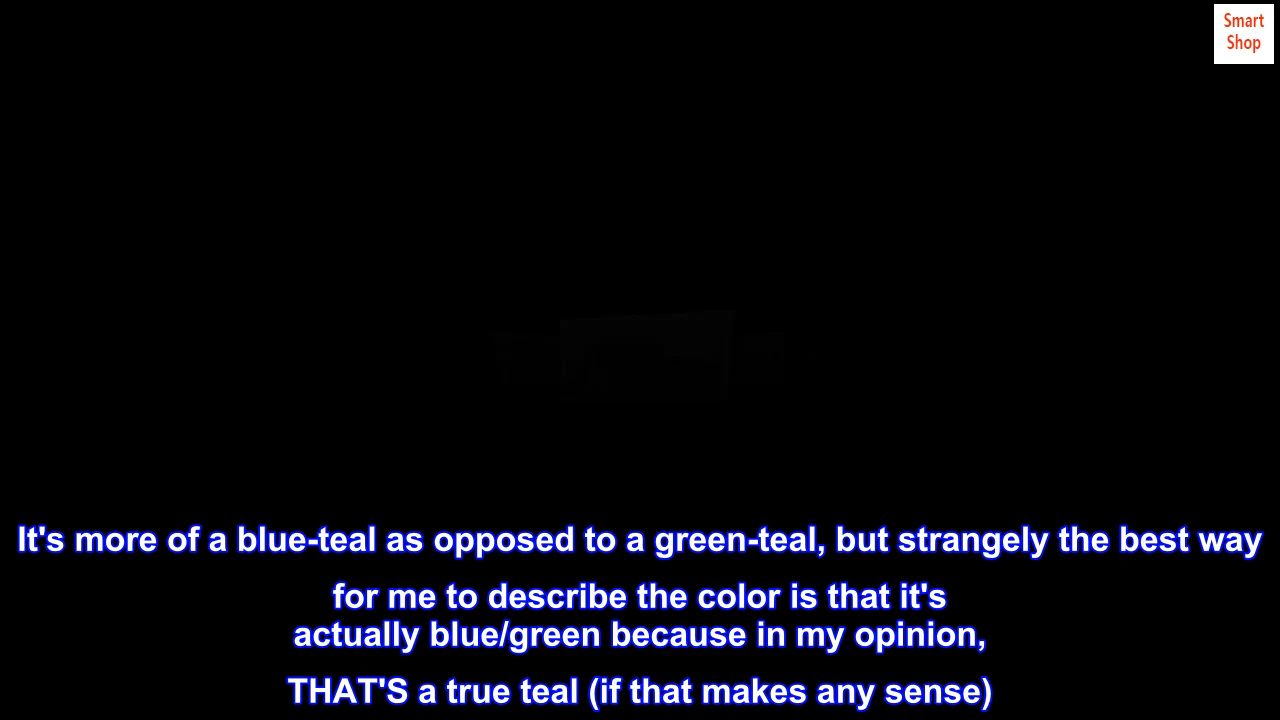 Smart
Shop
It's more of a blue-teal as opposed to a green-teal, but strangely the best way
for me to describe the color is that it's
actually blue/green because in my opinion,
THAT'S a true teal (if that makes any sense)